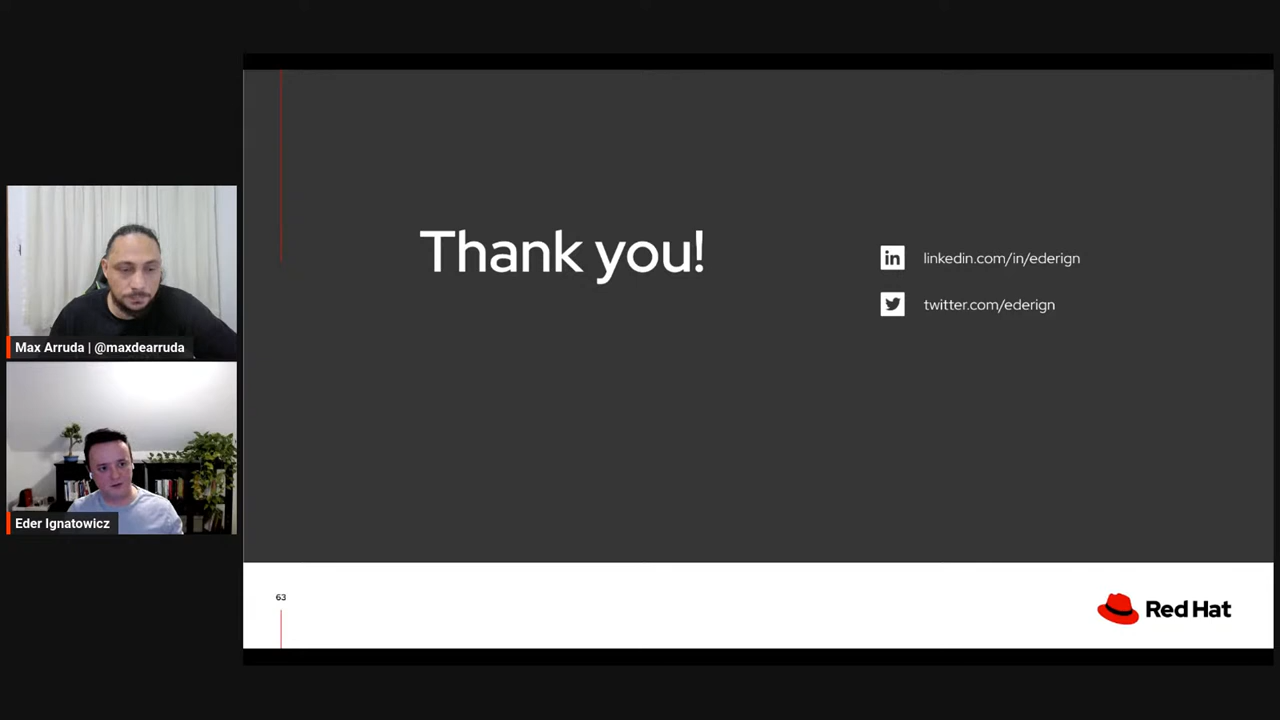 Thank you!
linkedin.com/in/ederign
twitter.com/ederign
Max Arruda | @maxdearruda
Eder Ignatowicz
63
Red Hat